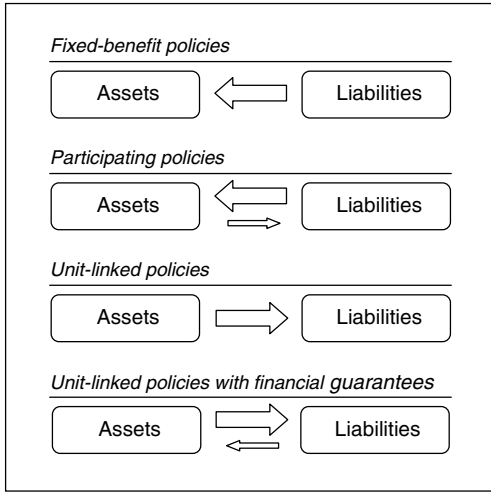 Fixed-benefit policies
Assets Liabilities
Participating policies
Assets Liabilities
Unit-linked policies
Assets Liabilities
Unit-linked policies with financial guarantees
Assets Liabilities